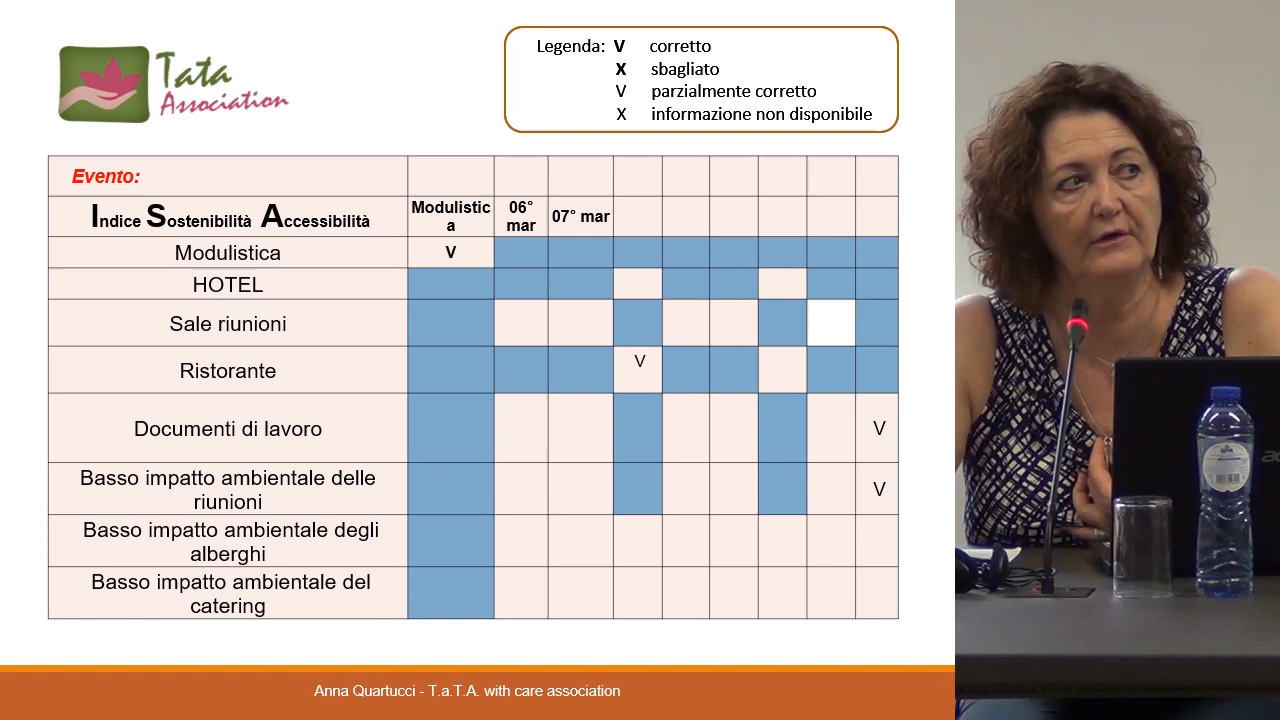 Tata
Association
Legenda: V corretto
X sbagliato
V parzialmente corretto
X informazione non disponibile
Evento:
Indice Sostenibilità Accessibilità
Modulistic
a
06°
mar
07° mar
Modulistica V
HOTEL
Sale riunioni
Ristorante V
Documenti di lavoro V
Basso impatto ambientale delle
riunioni V
Basso impatto ambientale degli
alberghi
Basso impatto ambientale del
catering
Anna Quartucci - T.a.T.A. with care association